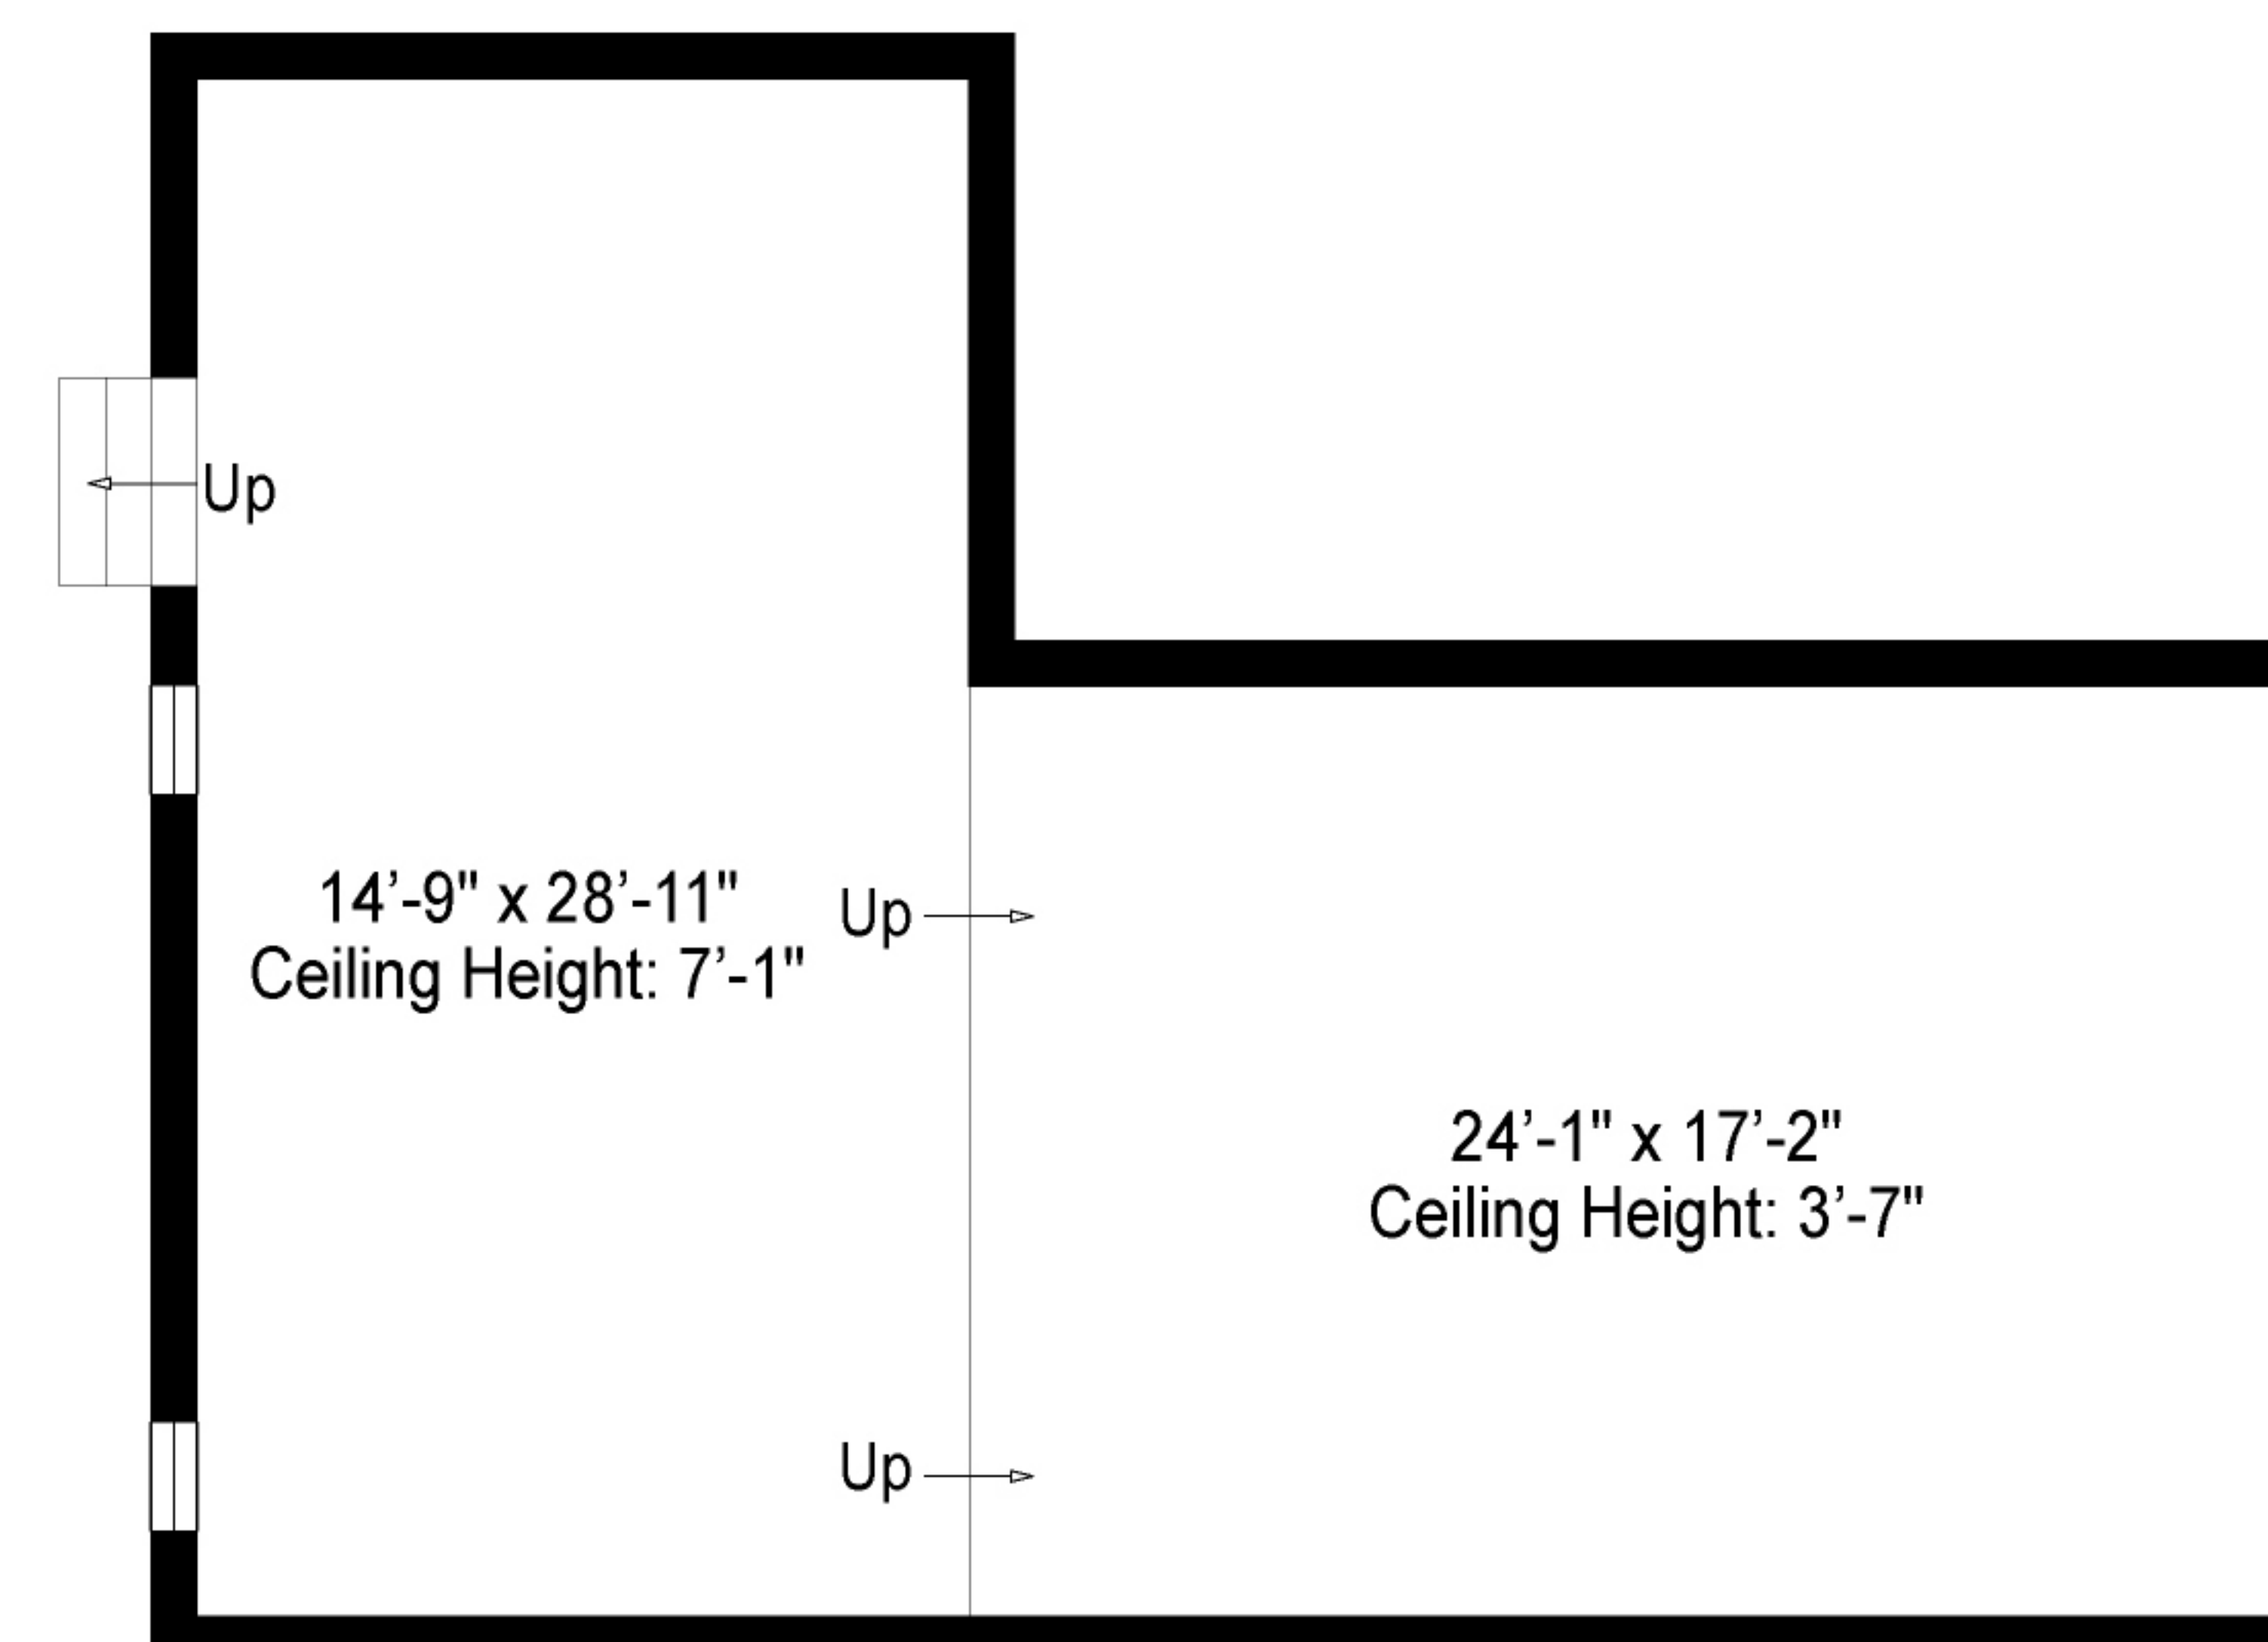 Up
14’-9" x 28’-11"
Ceiling Height: 7’-1"
Up
24’-1" x 17’-2"
Ceiling Height: 3’-7"
Up